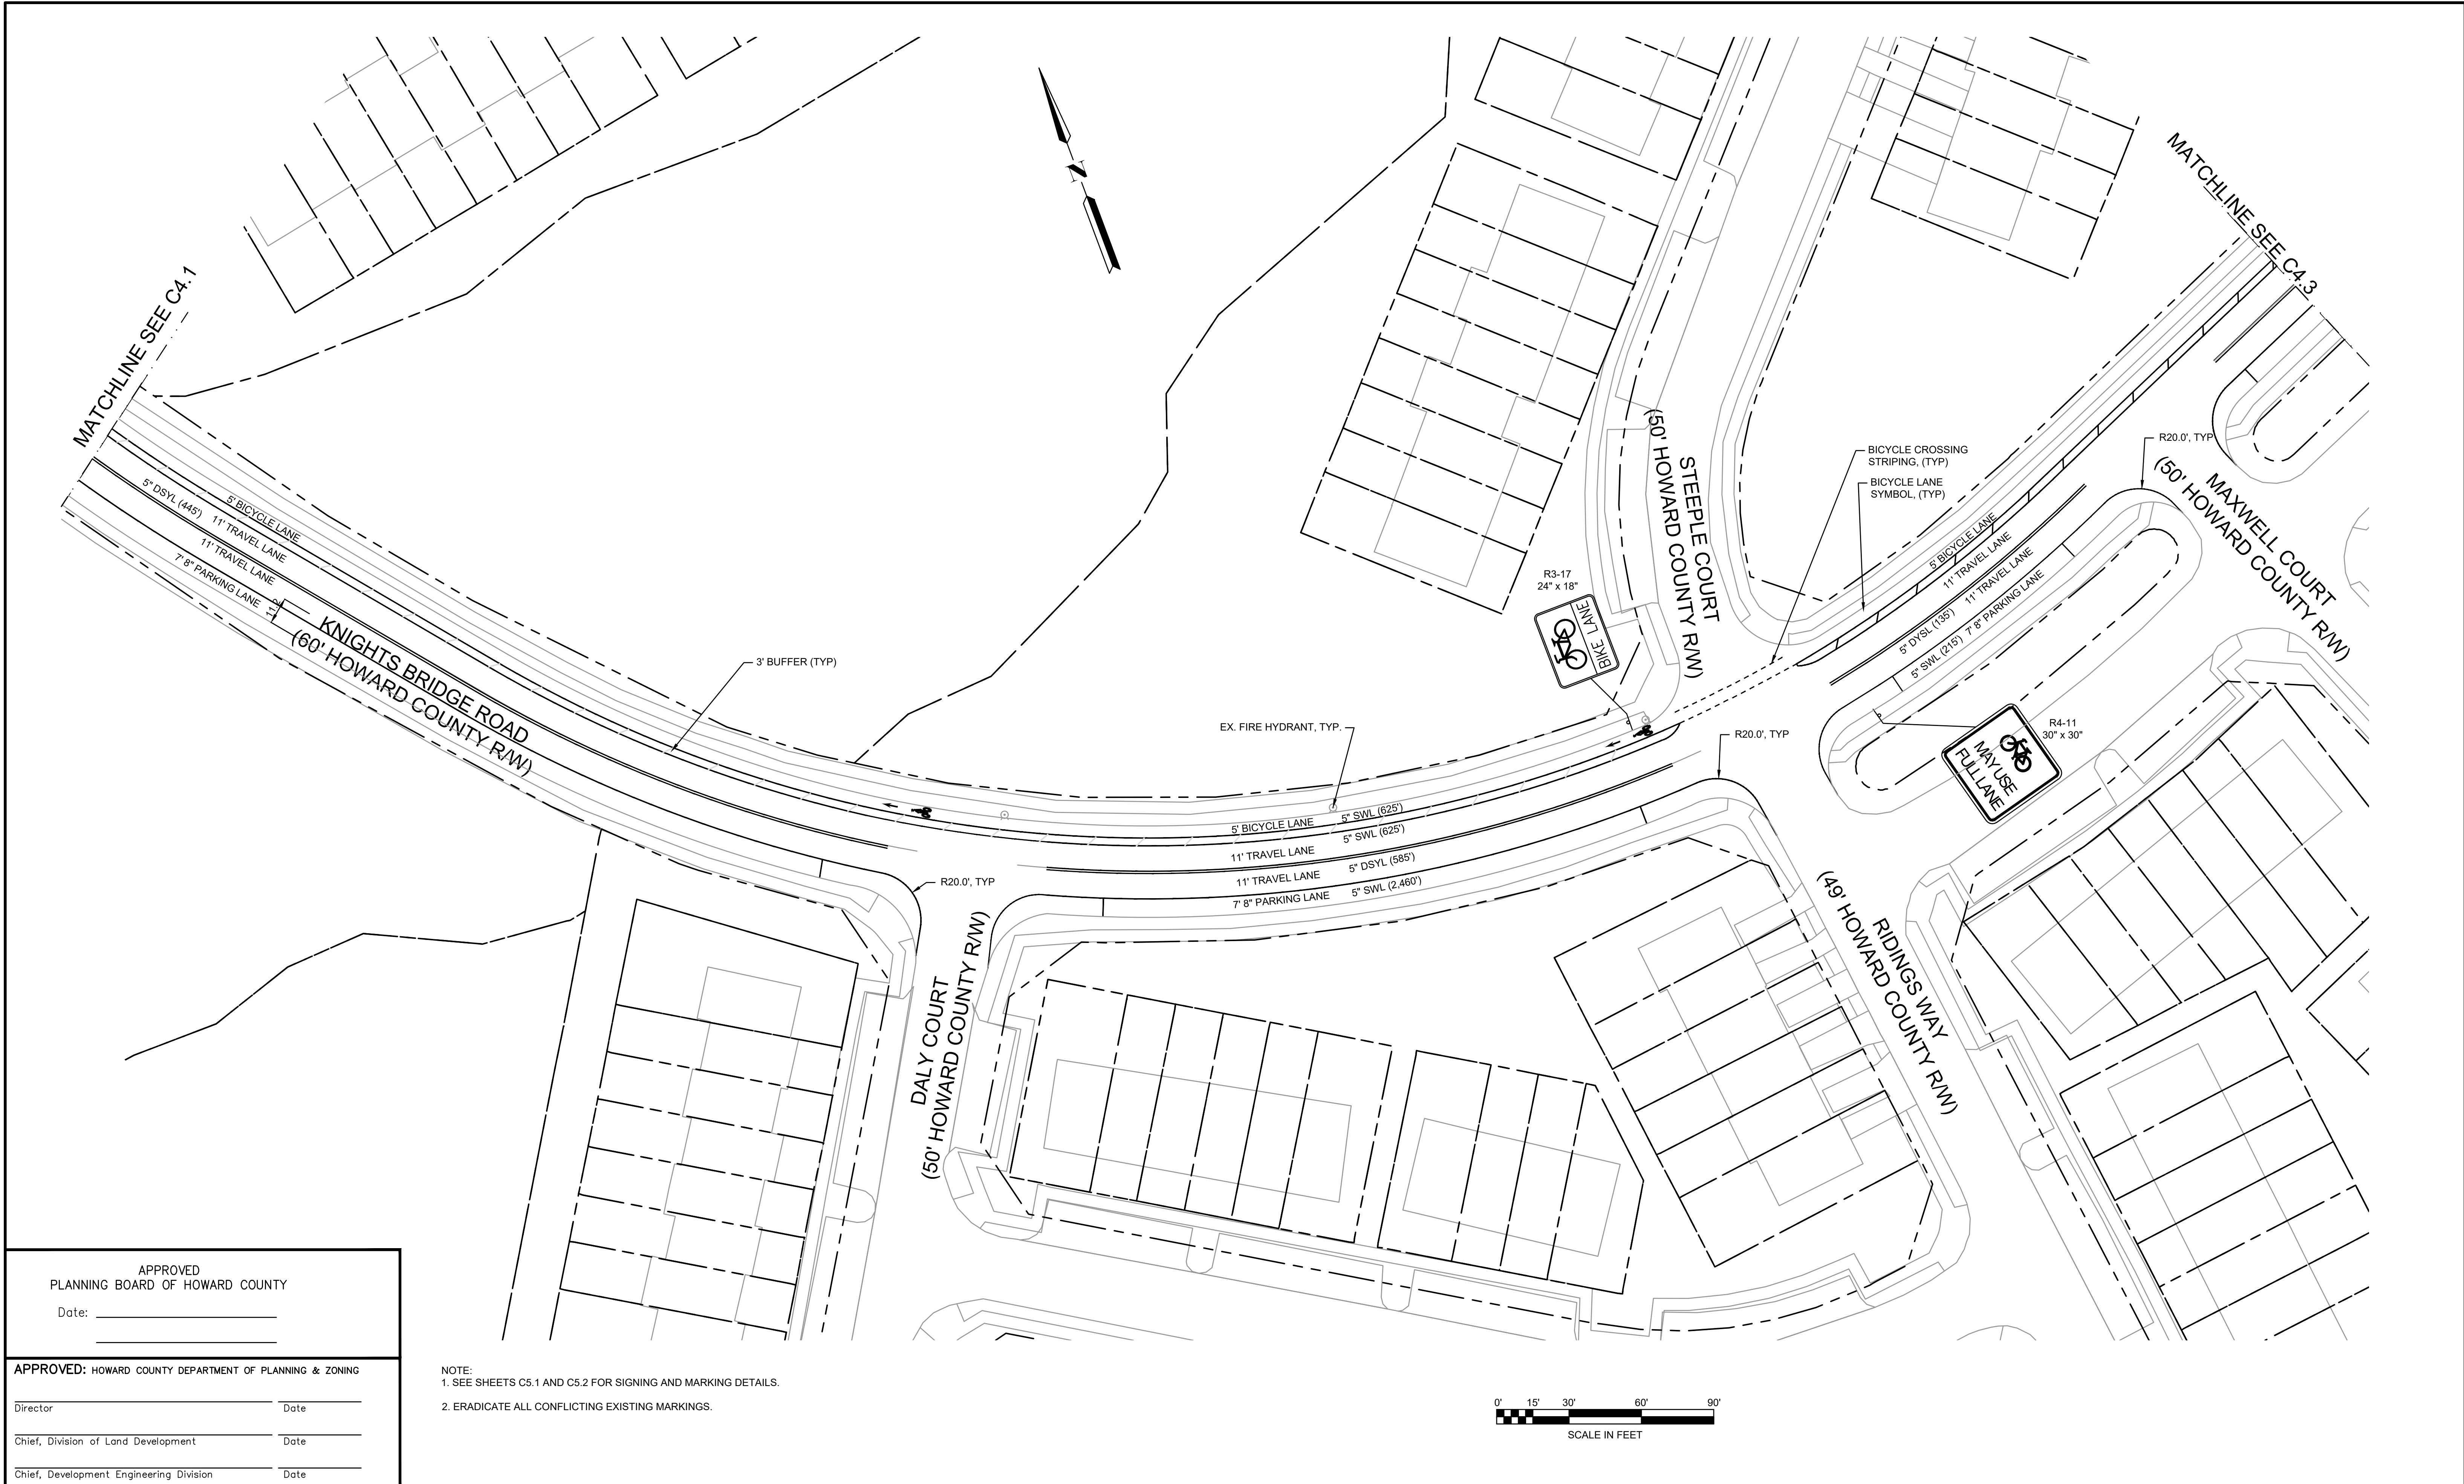 MATCHLINE SEE C4.1
N
MATCHLINE SEE C4.3
5' BICYCLE LANE
5" DSYL (445')
11' TRAVEL LANE
11' TRAVEL LANE
7' 8" PARKING LANE
KNIGHTS BRIDGE ROAD
(60' HOWARD COUNTY R/W)
3' BUFFER (TYP)
EX. FIRE HYDRANT, TYP.
R3-17
24" x 18"
BIKE LANE
STEEPLE COURT
(50' HOWARD COUNTY R/W)
BICYCLE CROSSING
STRIPING, (TYP)
BICYCLE LANE
SYMBOL, (TYP)
R20.0', TYP
MAXWELL COURT
(50' HOWARD COUNTY R/W)
5' BICYCLE LANE
11' TRAVEL LANE
5" DYSL (135')
11' TRAVEL LANE
5" SWL (215')
7' 8" PARKING LANE
R4-11
30" x 30"
MAY USE
FULL LANE
R20.0', TYP
5' BICYCLE LANE
5" SWL (625')
5" SWL (625')
11' TRAVEL LANE
5" DSYL (585')
11' TRAVEL LANE
5" SWL (2,460')
7' 8" PARKING LANE
R20.0', TYP
DALY COURT
(50' HOWARD COUNTY R/W)
RIDINGS WAY
(49' HOWARD COUNTY R/W)
APPROVED
PLANNING BOARD OF HOWARD COUNTY
Date:
APPROVED: HOWARD COUNTY DEPARTMENT OF PLANNING & ZONING
Director Date
Chief, Division of Land Development Date
Chief, Development Engineering Division Date
NOTE:
1. SEE SHEETS C5.1 AND C5.2 FOR SIGNING AND MARKING DETAILS.
2. ERADICATE ALL CONFLICTING EXISTING MARKINGS.
0' 15' 30' 60' 90'
SCALE IN FEET